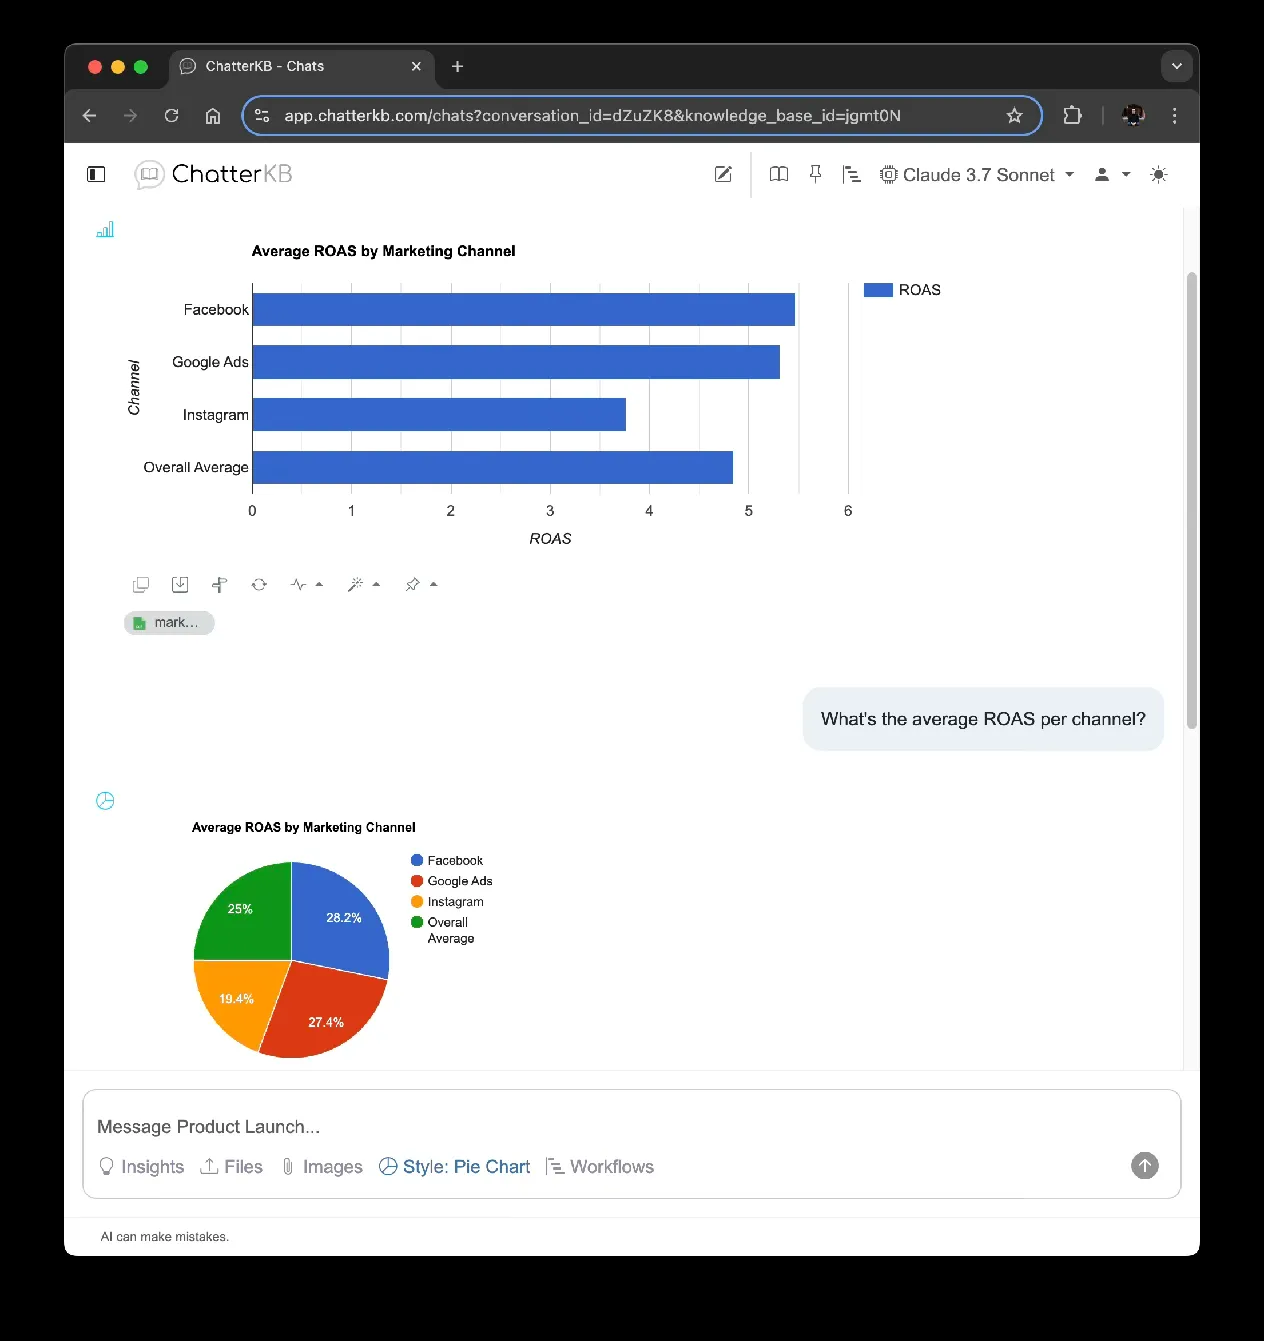 ChatterKB - Chats
app.chatterkb.com/chats?conversation_id=dZuZK8&knowledge_base_id=jgmt0N
ChatterKB
Claude 3.7 Sonnet
Average ROAS by Marketing Channel
ROAS
Channel
Facebook
Google Ads
Instagram
Overall Average
0 1 2 3 4 5 6
ROAS
mark...
What's the average ROAS per channel?
Average ROAS by Marketing Channel
Facebook
Google Ads
Instagram
Overall
Average
25%
28.2%
19.4%
27.4%
Message Product Launch...
Insights Files Images Style: Pie Chart Workflows
AI can make mistakes.